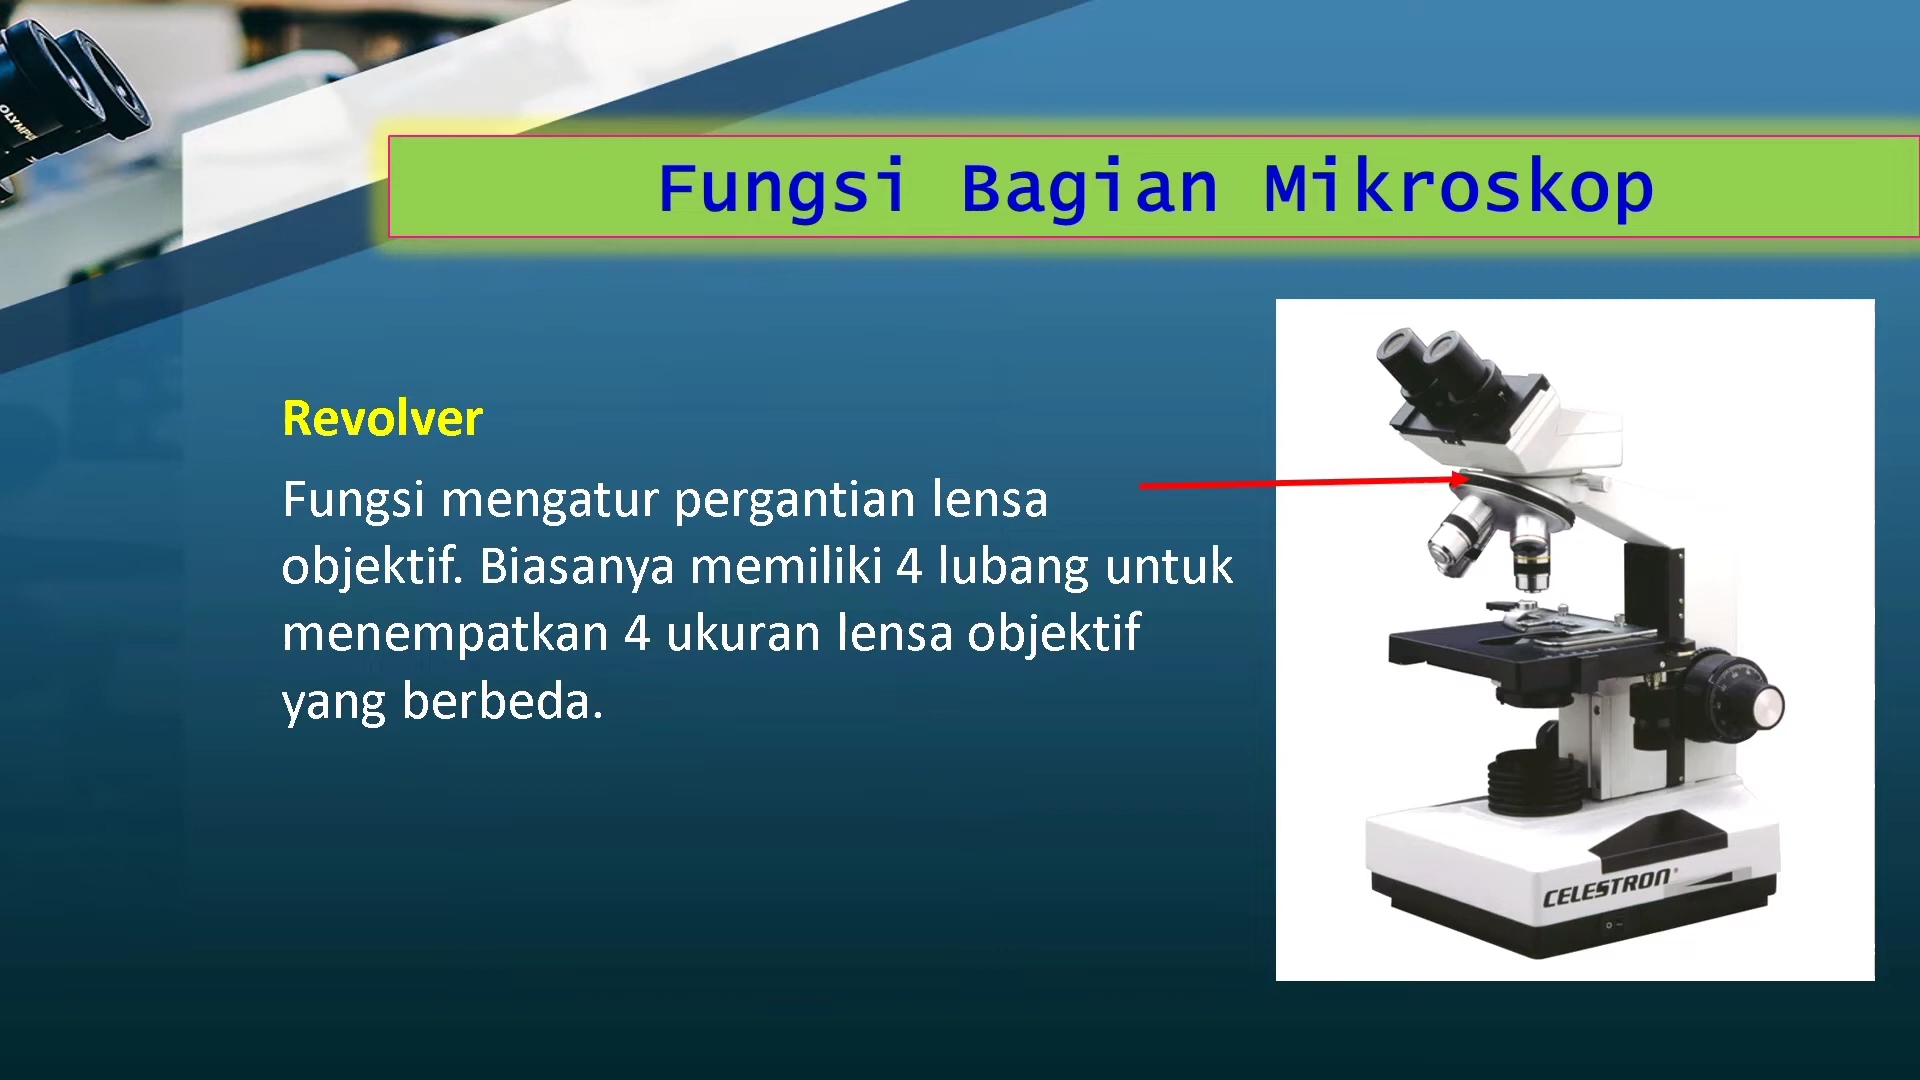 Fungsi Bagian Mikroskop
Revolver
Fungsi mengatur pergantian lensa
objektif. Biasanya memiliki 4 lubang untuk
menempatkan 4 ukuran lensa objektif
yang berbeda.
CELESTRON